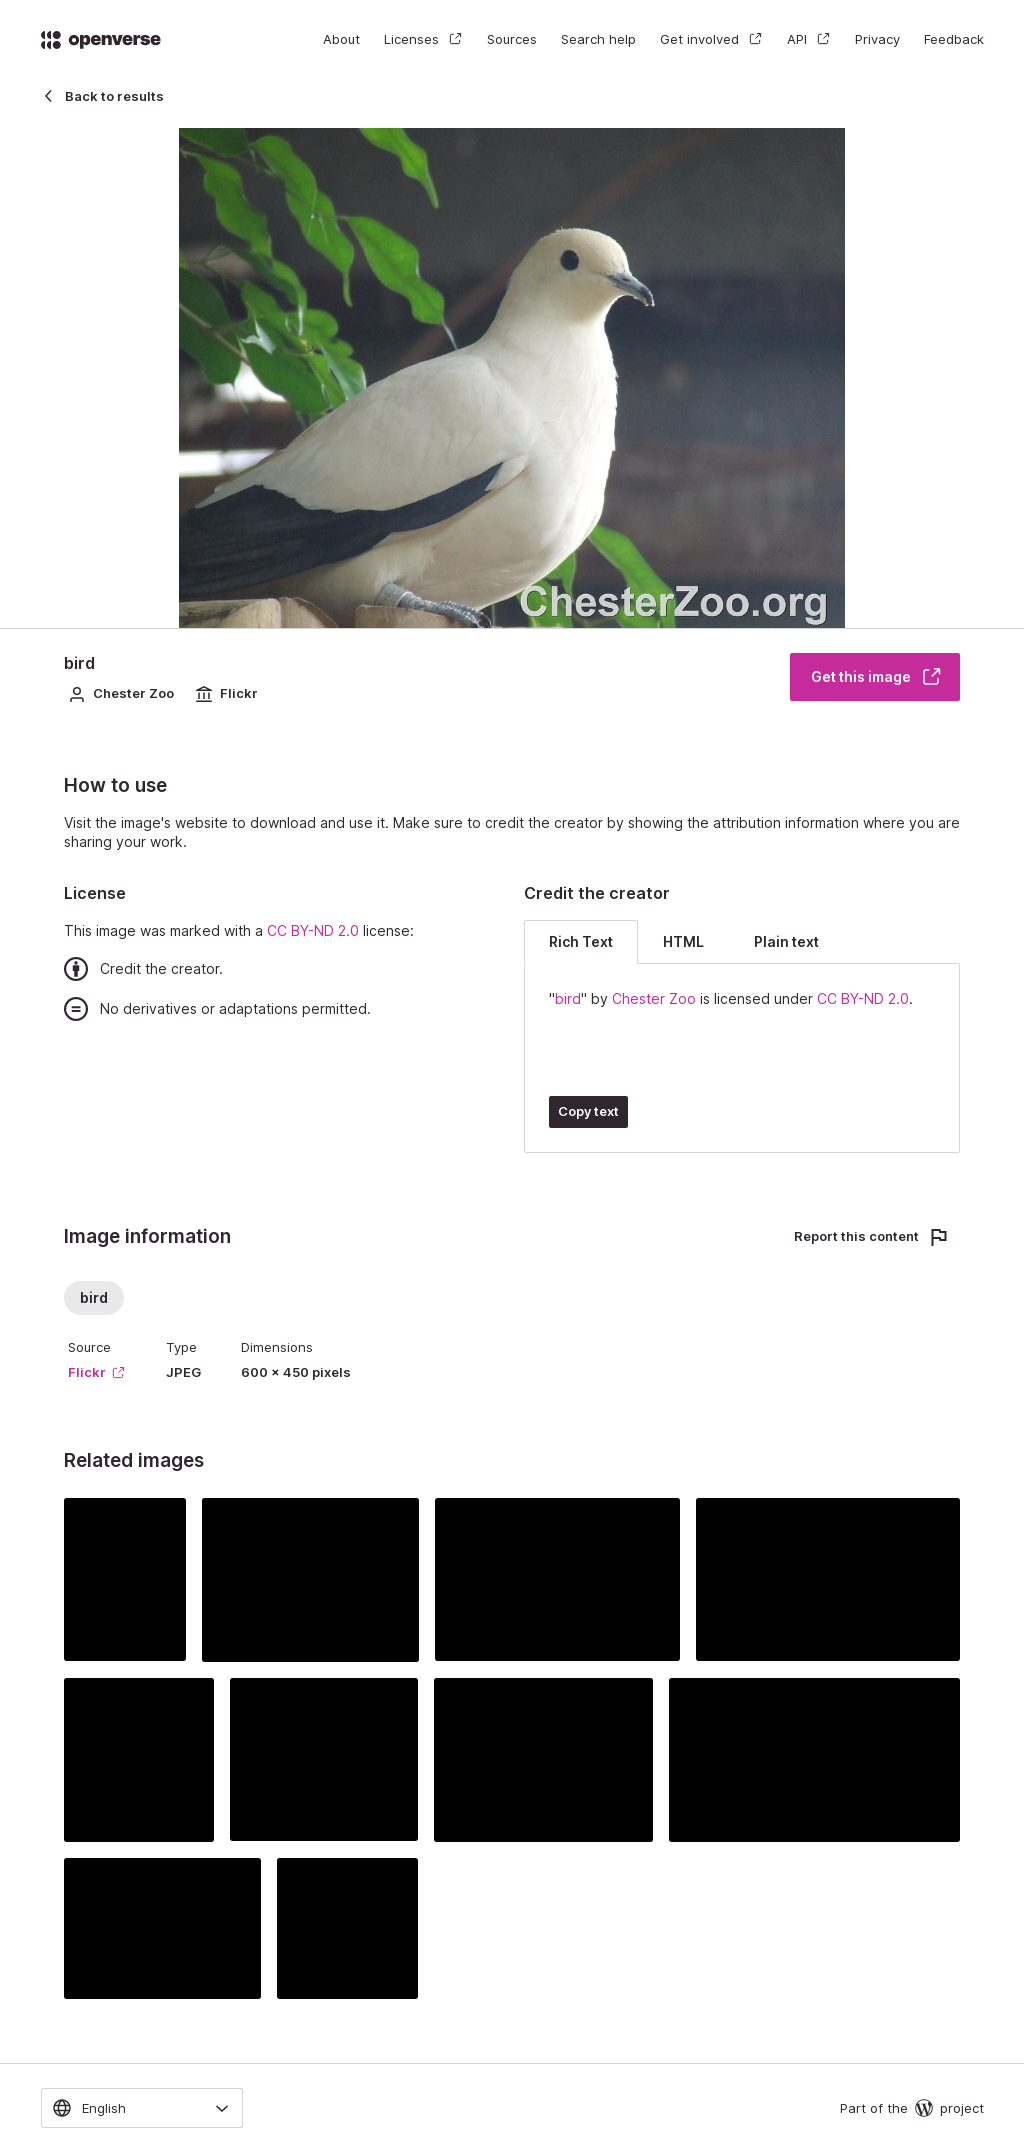 openverse
About Licenses Sources Search help Get involved API Privacy Feedback
Back to results
ChesterZoo.org
bird
Chester Zoo Flickr
Get this image
How to use
Visit the image's website to download and use it. Make sure to credit the creator by showing the attribution information where you are
sharing your work.
License
This image was marked with a CC BY-ND 2.0 license:
Credit the creator.
No derivatives or adaptations permitted.
Credit the creator
Rich Text HTML Plain text
"bird" by Chester Zoo is licensed under CC BY-ND 2.0.
Copy text
Image information
Report this content
bird
Source Type Dimensions
Flickr JPEG 600 × 450 pixels
Related images
English
Part of the project